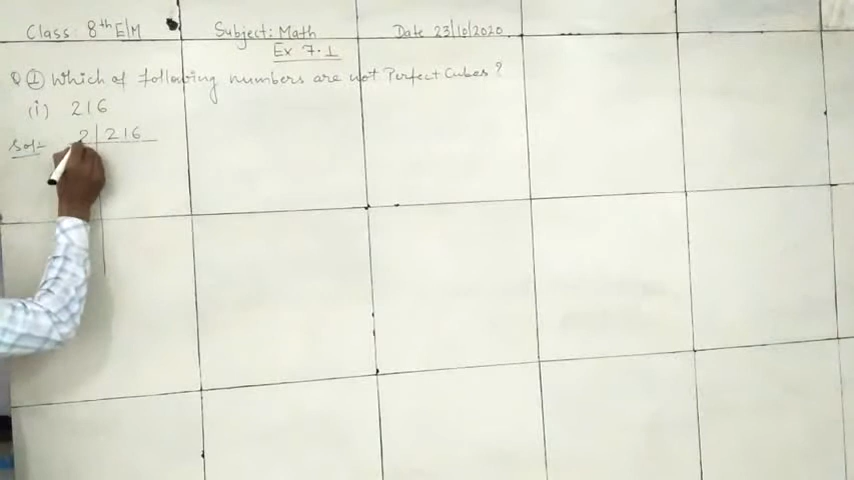 Class: 8th E/M Subject: Math Date 23/10/2020
Ex 7.1
Q ① Which of following numbers are not Perfect Cubes?
(i) 216
Sol:- 2 | 216